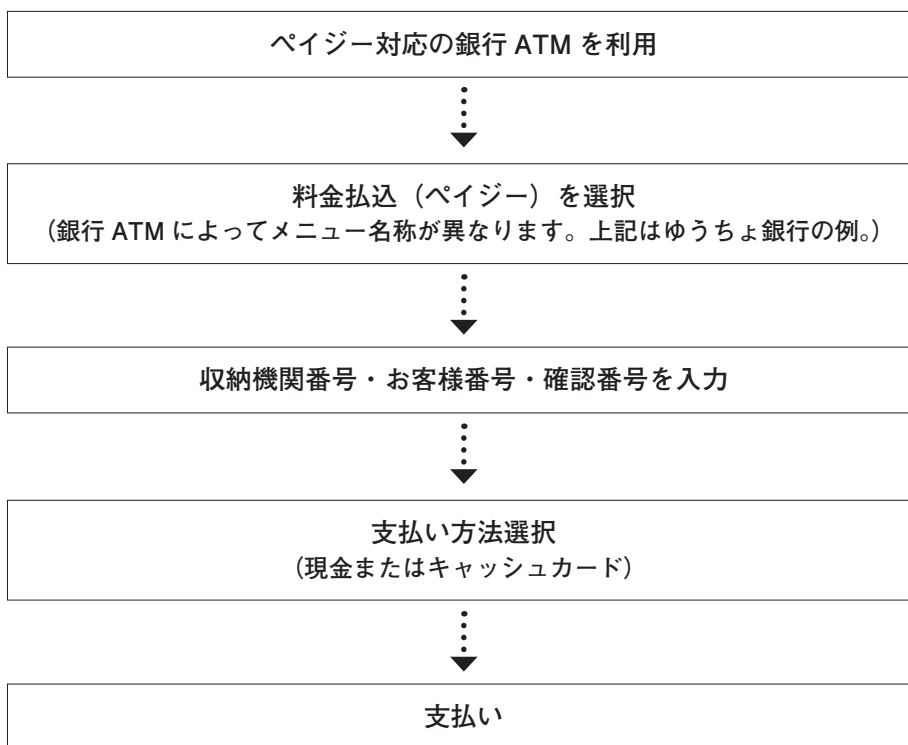 ペイジー対応の銀行 ATM を利用
料金払込（ペイジー）を選択
（銀行 ATM によってメニュー名称が異なります。上記はゆうちょ銀行の例。）
収納機関番号・お客様番号・確認番号を入力
支払い方法選択
（現金またはキャッシュカード）
支払い